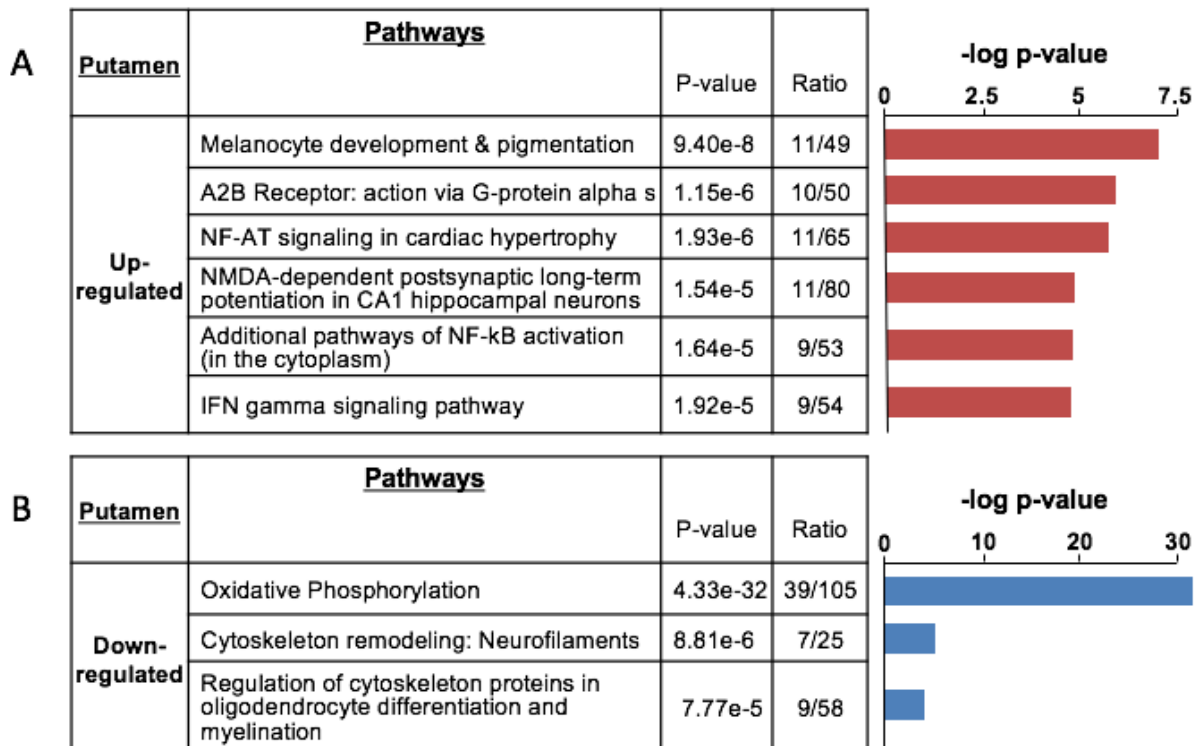 A
Putamen
Pathways
P-value
Ratio
-log p-value
0 2.5 5 7.5
Up-
regulated
Melanocyte development & pigmentation 9.40e-8 11/49
A2B Receptor: action via G-protein alpha s 1.15e-6 10/50
NF-AT signaling in cardiac hypertrophy 1.93e-6 11/65
NMDA-dependent postsynaptic long-term
potentiation in CA1 hippocampal neurons 1.54e-5 11/80
Additional pathways of NF-kB activation
(in the cytoplasm) 1.64e-5 9/53
IFN gamma signaling pathway 1.92e-5 9/54
B
Putamen
Pathways
P-value
Ratio
-log p-value
0 10 20 30
Down-
regulated
Oxidative Phosphorylation 4.33e-32 39/105
Cytoskeleton remodeling: Neurofilaments 8.81e-6 7/25
Regulation of cytoskeleton proteins in
oligodendrocyte differentiation and 7.77e-5 9/58
myelination